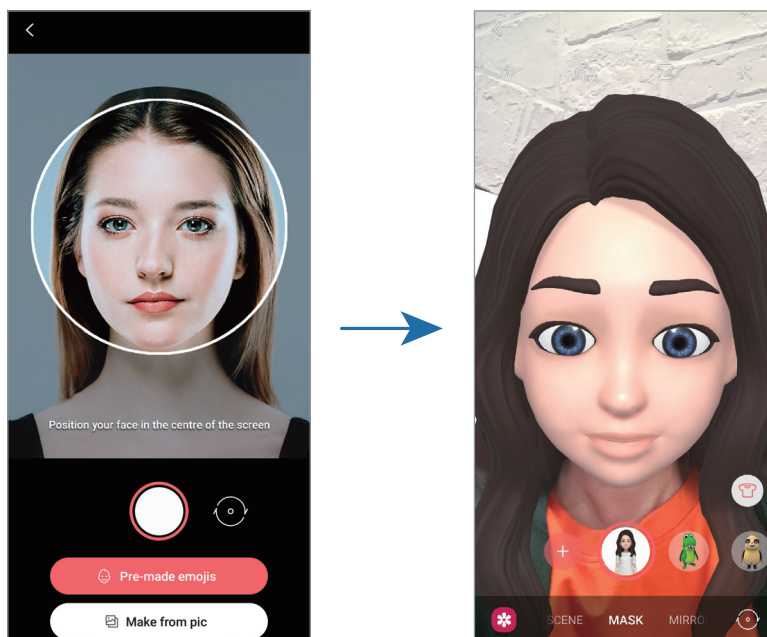 Position your face in the centre of the screen
Pre-made emojis
Make from pic
SCENE
MASK
MIRRO